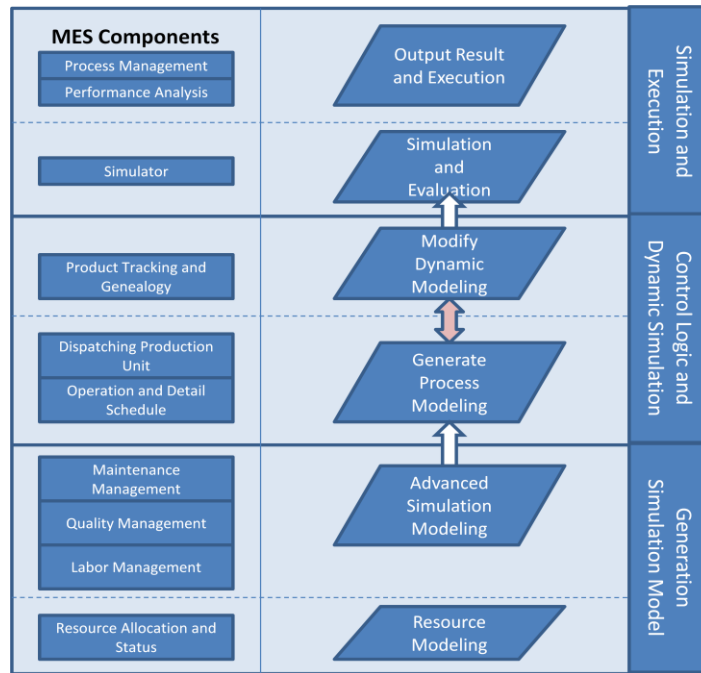 MES Components
Process Management
Performance Analysis
Output Result
and Execution
Simulator
Simulation
and
Evaluation
Simulation and
Execution
Product Tracking and
Genealogy
Modify
Dynamic
Modeling
Dispatching Production
Unit
Operation and Detail
Schedule
Generate
Process
Modeling
Control Logic and
Dynamic Simulation
Maintenance
Management
Quality Management
Labor Management
Advanced
Simulation
Modeling
Resource Allocation and
Status
Resource
Modeling
Generation
Simulation Model